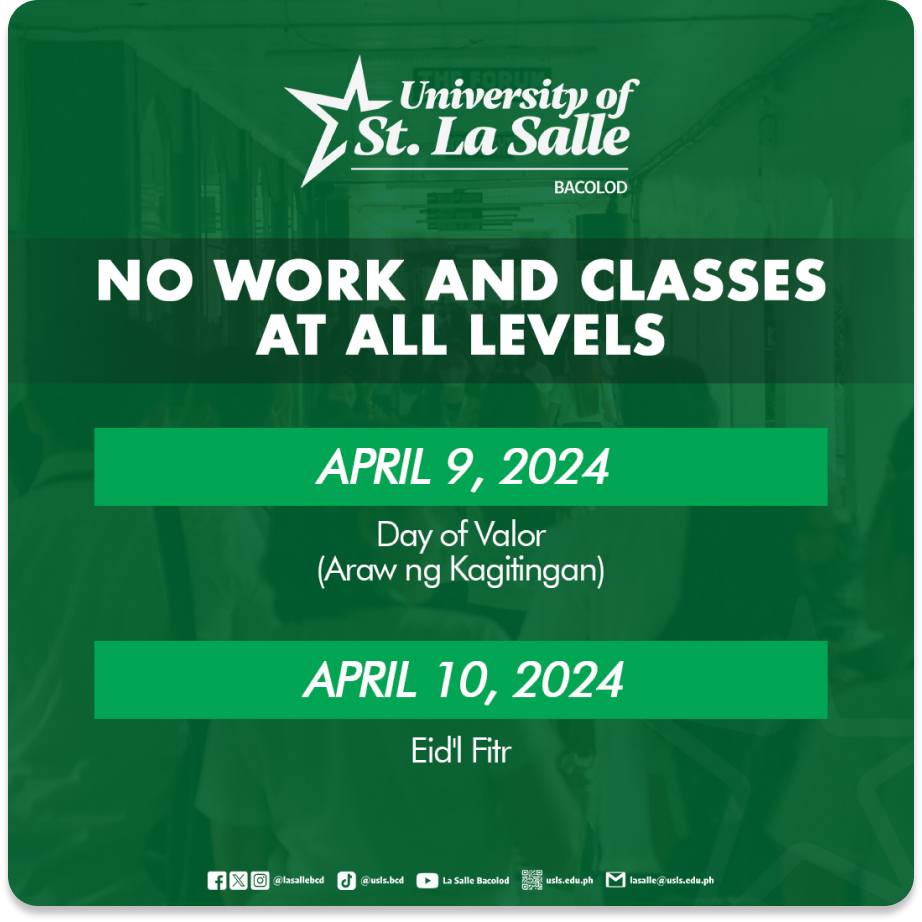 University of
St. La Salle
BACOLOD
NO WORK AND CLASSES
AT ALL LEVELS
APRIL 9, 2024
Day of Valor
(Araw ng Kagitingan)
APRIL 10, 2024
Eid'l Fitr
@lasallebcd @usls.bcd La Salle Bacolod usls.edu.ph lasalle@usls.edu.ph